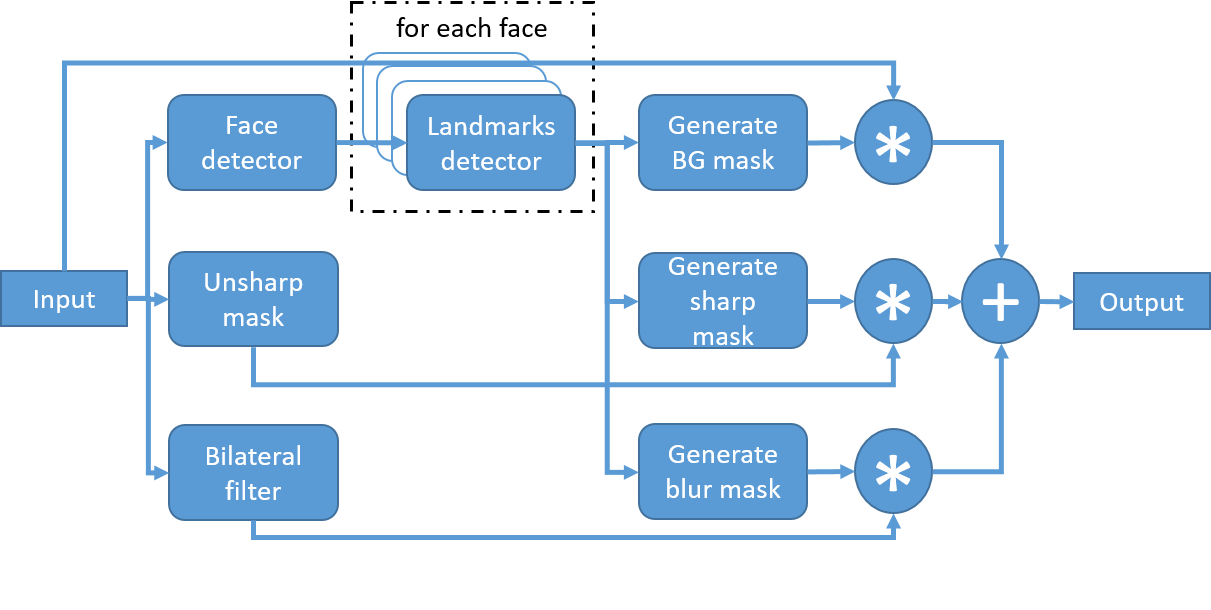 for each face
Face
detector
Landmarks
detector
Generate
BG mask
*
Input
Unsharp
mask
Generate
sharp
mask
*
+
Output
Bilateral
filter
Generate
blur mask
*